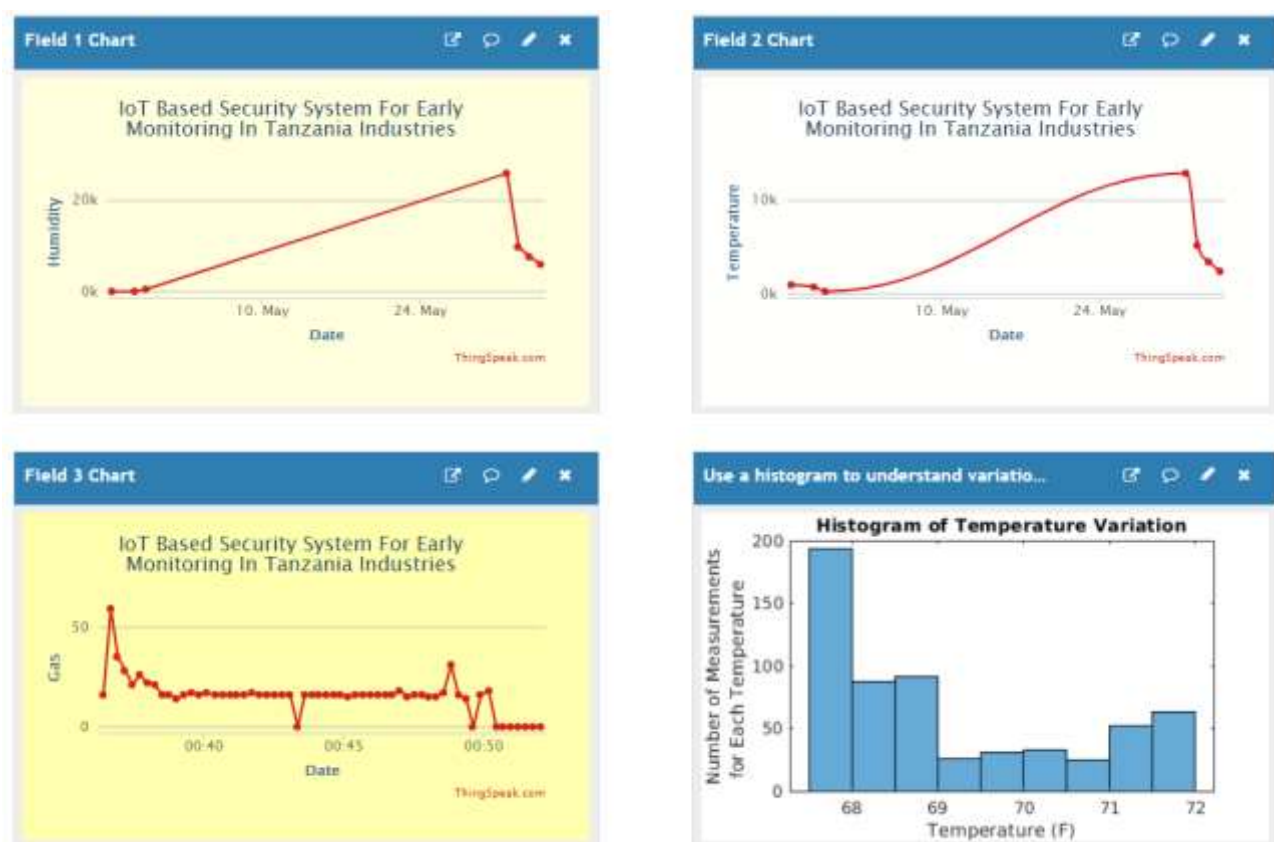 Field 1 Chart
IoT Based Security System For Early
Monitoring In Tanzania Industries
Humidity
20k
0k
10. May
24. May
Date
ThingSpeak.com
Field 2 Chart
IoT Based Security System For Early
Monitoring In Tanzania Industries
Temperature
10k
0k
10. May
24. May
Date
ThingSpeak.com
Field 3 Chart
IoT Based Security System For Early
Monitoring In Tanzania Industries
Gas
50
0
00:40
00:45
00:50
Date
ThingSpeak.com
Use a histogram to understand variatio...
Histogram of Temperature Variation
Number of Measurements
for Each Temperature
200
150
100
50
0
68
69
70
71
72
Temperature (F)